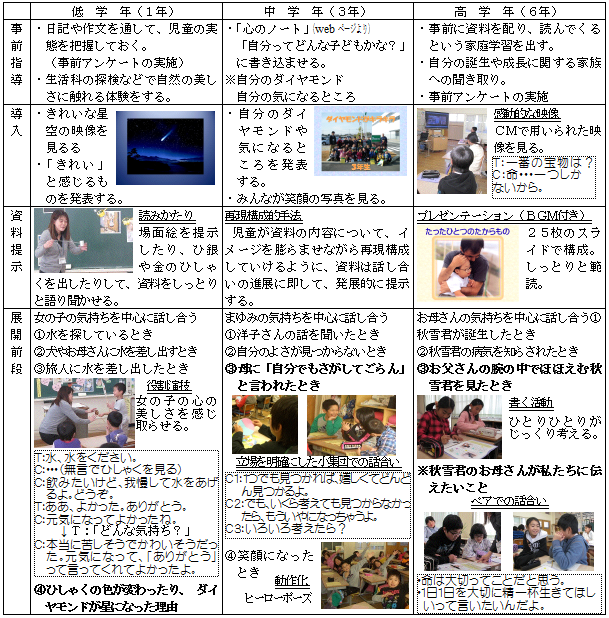 低　学　年（１年）
中　学　年（３年）
高　学　年（６年）
事前指導
・日記や作文を通して、児童の実
態を把握しておく。
（事前アンケートの実施）
・生活科の探検などで自然の美し
さに触れる体験をする。
・「心のノート」(webページより)
「自分ってどんな子どもかな？」
に書き込ませる。
※自分のダイヤモンド
自分の気になるところ
・事前に資料を配り、読んでくる
という家庭学習を出す。
・自分の誕生や成長に関する家族
への聞き取り。
・事前アンケートの実施
導入
・きれいな星
空の映像を
見るる
・「きれい」
と感じるも
のを発表する。
・自分のダイ
ヤモンドや
気になると
ころを発表
する。
・みんなが笑顔の写真を見る。
3年生
感動的な映像
ＣＭで用いられた映
像を見る。
T:一番の宝物は？
C:命・・・一つしか
ないから。
資料提示
読みかたり
場面絵を提示
したり、ひ銀
や金のひしゃ
くを出したりして、資料をしっとり
と語り聞かせる。
再現構成的手法
児童が資料の内容について、イ
メージを膨らませながら再現構成
していけるように、資料は話し合
いの進展に即して、発展的に提示
する。
プレゼンテーション（ＢＧＭ付き）
たったひとつのたからもの
２５枚のスラ
イドで構成。
しっとりと範
読。
展開前段
女の子の気持ちを中心に話し合う
①水を探しているとき
②犬やお母さんに水を差し出すとき
③旅人に水を差し出したとき
役割演技
女の子の心の
美しさを感じ
取らせる。
T:水、水をください。
C:・・・（無言でひしゃくを見る）
C:飲みたいけど、我慢して水をあげ
るよ。どうぞ。
T:ああ、よかった。ありがとう。
C:元気になってよかったね。
↓T：「どんな気持ち？」
C:本当に苦しそうでかわいそうだっ
た。元気になって、「ありがとう」
って言ってくれてよかった。
④ひしゃくの色が変わったり、　ダ
イヤモンドが星になった理由
まゆみの気持ちを中心に話し合う
①洋子さんの話を聞いたとき
②自分のよさが見つからないとき
③母に「自分でもさがしてごらん」
と言われたとき
立場を明確にした小集団での話合い
C1:1つでも見つかれば、嬉しくてどんど
ん見つかるよ。
C2:でも、いくら考えても見つからなかっ
たら、もういやになっちゃうよ。
C3:いろいろ考えたら？
④笑顔になった
とき
動作化
ヒーローポーズ
お母さんの気持ちを中心に話し合う①
秋雪君が誕生したとき
②秋雪君の病気を知らされたとき
③お父さんの腕の中でほほえむ秋
雪君を見たとき
書く活動
ひとりひとりが
じっくり考える。
※秋雪君のお母さんが私たちに伝
えたいこと
ペアでの話合い
・命は大切ってことだと思う。
・1日1日を大切に精一杯生きてほし
いって言いたいんだよ。